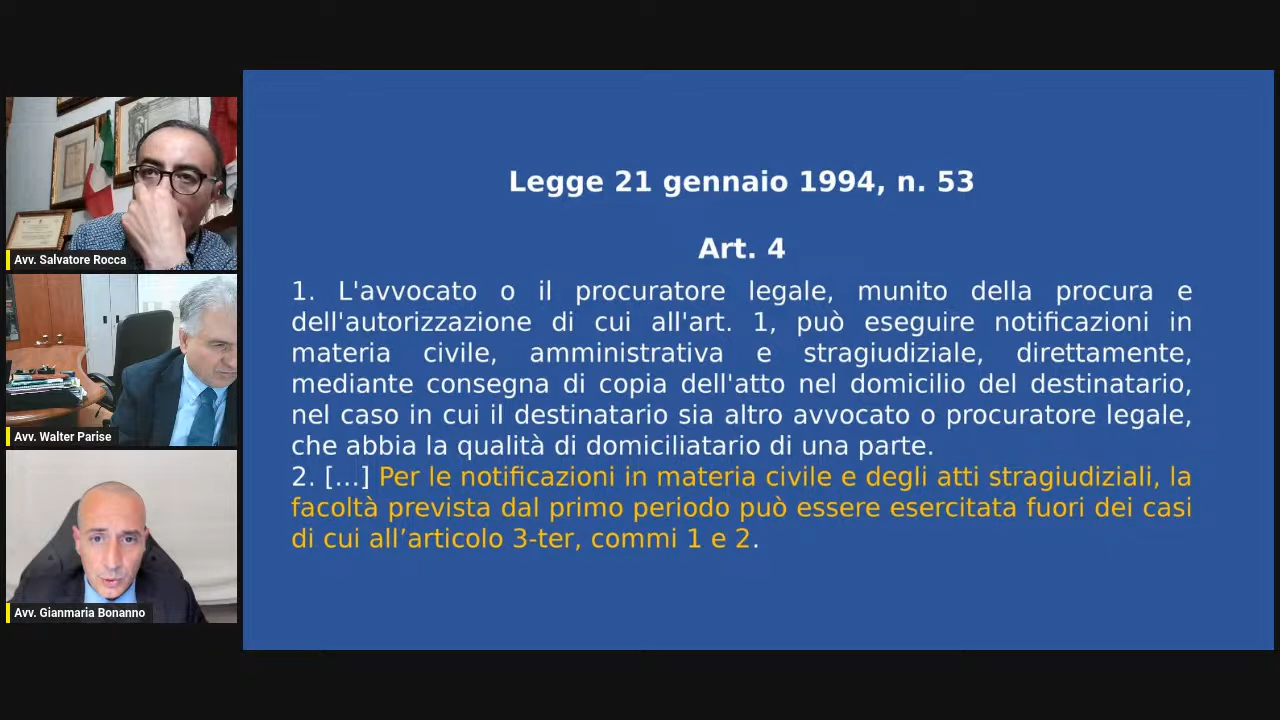 Avv. Salvatore Rocca
Avv. Walter Parise
Avv. Gianmaria Bonanno
Legge 21 gennaio 1994, n. 53
Art. 4
1. L'avvocato o il procuratore legale, munito della procura e
dell'autorizzazione di cui all'art. 1, può eseguire notificazioni in
materia civile, amministrativa e stragiudiziale, direttamente,
mediante consegna di copia dell'atto nel domicilio del destinatario,
nel caso in cui il destinatario sia altro avvocato o procuratore legale,
che abbia la qualità di domiciliatario di una parte.
2. […] Per le notificazioni in materia civile e degli atti stragiudiziali, la
facoltà prevista dal primo periodo può essere esercitata fuori dei casi
di cui all’articolo 3-ter, commi 1 e 2.